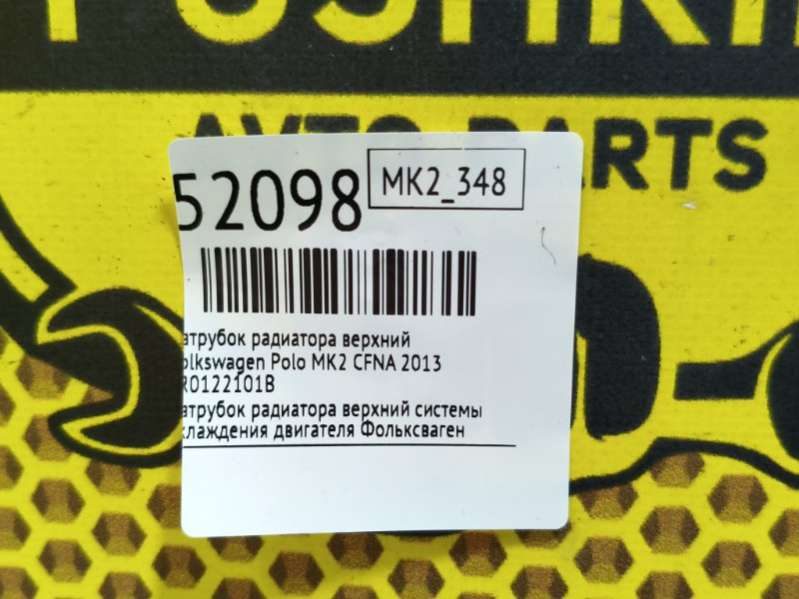 AVTO PARTS
52098
MK2_348
атрубок радиатора верхний
olkswagen Polo MK2 CFNA 2013
R0122101B
атрубок радиатора верхний системы
хлаждения двигателя Фольксваген